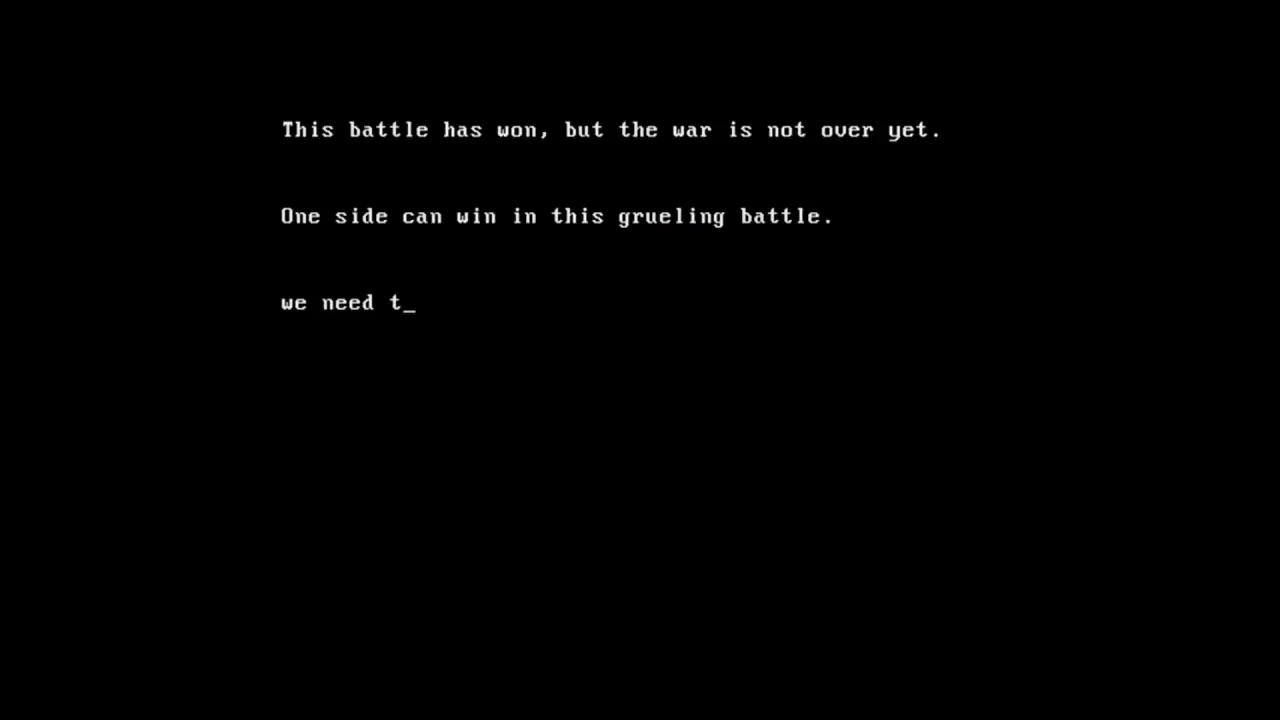 This battle has won, but the war is not over yet.
One side can win in this grueling battle.
we need t_